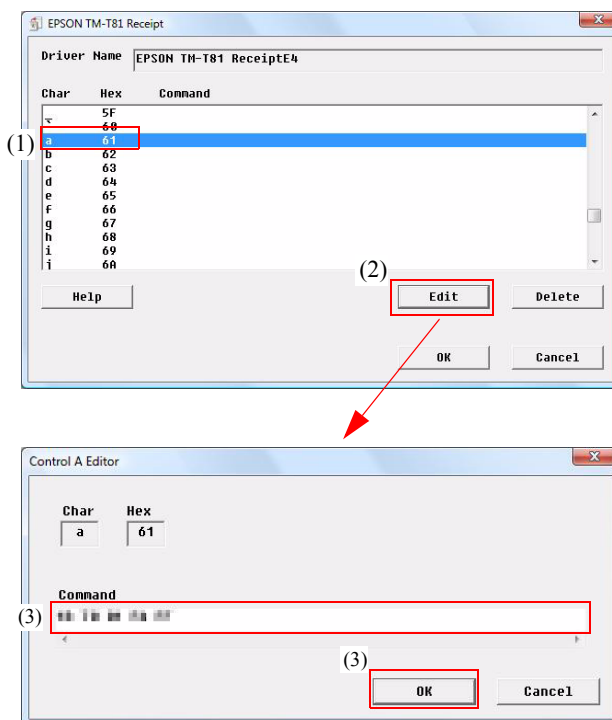 EPSON TM-T81 Receipt
Driver Name EPSON TM-T81 ReceiptE4
Char Hex Command
5F
60
(1)
a 61
b 62
c 63
d 64
e 65
f 66
g 67
h 68
i 69
j 6A
(2)
Help Edit Delete
OK Cancel
Control A Editor
Char Hex
a 61
Command
(3)
(3)
OK Cancel